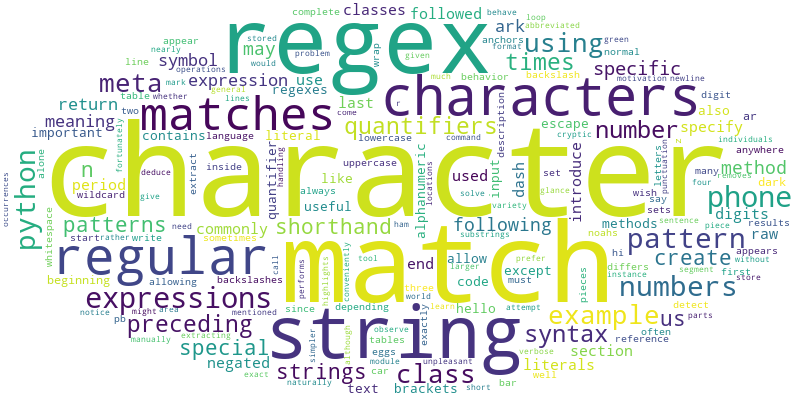 regex
character
match
string
characters
regular
matches
expressions
python
numbers
pattern
phone
preceding
example
strings
class
syntax
special
meta
using
times
quantifiers
number
specific
patterns
shorthand
create
method
following
literals
brackets
negated
section
us
expression
symbol
return
meaning
important
contains
literal
period
commonly
useful
like
last
may
use
regexes
classes
followed
complete
appear
ark
normal
anchors
behave
loop
abbreviated
green
format
given
stored
nearly
operations
would
problem
wrap
line
mark
table
whether
general
lines
behavior
much
come
r
backslash
motivation
newline
digit
specify
also
escape
contains
language
lowercase
uppercase
command
cryptic
z
individuals
two
alone
wildcard
inside
extract
deduce
give
always
quantifier
handling
alphanumeric
input
used
dash
description
locations
solve
glance
variety
set
sets
introduce
letters
punctuation
ar
anywhere
many
removes
four
dark
wish
say
digits
methods
raw
hi
noahs
sentence
piece
results
appears
without
differs
instance
segment
first
store
detect
parts
often
reference
verbose
well
n
whitespace
occurrences
fortunately
start
rather
write
need
sometimes
call
tool
ham
substrings
prefer
except
end
allow
larger
code
must
pieces
beginning
allowing
backslashes
highlights
conveniently
performs
since
depending
three
world
hello
exactly
learn
attempt
notice
might
area
mentioned
pb
manually
extracting
exact
naturally
simpler
although
observe
tables
eggs
module
car
unpleasant
text
short
bar